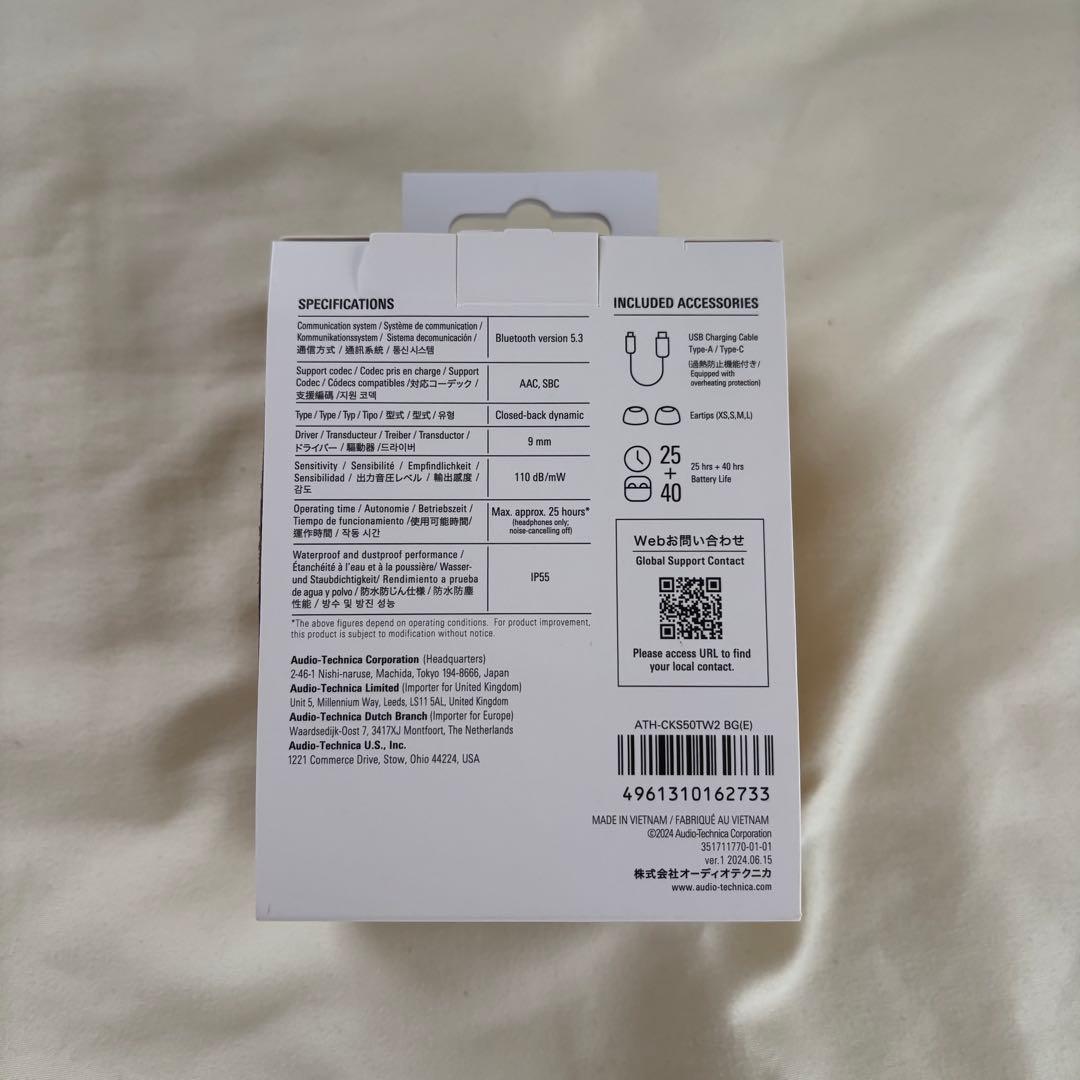 SPECIFICATIONS
Communication system / Système de communication /
Kommunikationssystem / Sistema decomunicación /
通信方式 / 通訊系統 / 통신 시스템
Bluetooth version 5.3
Support codec / Codec pris en charge / Support
Codec / Códecs compatibles /対応コーデック /
支援編碼 /지원 코덱
AAC, SBC
Type / Type / Typ / Tipo / 型式 / 型式 / 유형
Closed-back dynamic
Driver / Transducteur / Treiber / Transductor /
ドライバー / 驅動器 /드라이버
9 mm
Sensitivity / Sensibilité / Empfindlichkeit /
Sensibilidad / 出力音圧レベル / 輸出感度 /
감도
110 dB/mW
Operating time / Autonomie / Betriebszeit /
Tiempo de funcionamiento /使用可能時間/
運作時間 / 작동 시간
Max. approx. 25 hours*
(headphones only;
noise-cancelling off)
Waterproof and dustproof performance /
Étanchéité à l'eau et à la poussière/ Wasser-
und Staubdichtigkeit/ Rendimiento a prueba
de agua y polvo / 防水防じん仕様 / 防水防塵
性能 / 방수 및 방진 성능
IP55
*The above figures depend on operating conditions. For product improvement,
this product is subject to modification without notice.
Audio-Technica Corporation (Headquarters)
2-46-1 Nishi-naruse, Machida, Tokyo 194-8666, Japan
Audio-Technica Limited (Importer for United Kingdom)
Unit 5, Millennium Way, Leeds, LS11 5AL, United Kingdom
Audio-Technica Dutch Branch (Importer for Europe)
Waardsedijk-Oost 7, 3417XJ Montfoort, The Netherlands
Audio-Technica U.S., Inc.
1221 Commerce Drive, Stow, Ohio 44224, USA
INCLUDED ACCESSORIES
USB Charging Cable
Type-A / Type-C
(過熱防止機能付き/
Equipped with
overheating protection)
Eartips (XS,S,M,L)
25
+
40
25 hrs + 40 hrs
Battery Life
Webお問い合わせ
Global Support Contact
Please access URL to find
your local contact.
ATH-CKS50TW2 BG(E)
4961310162733
MADE IN VIETNAM / FABRIQUÉ AU VIETNAM
©2024 Audio-Technica Corporation
351711770-01-01
ver.1 2024.06.15
株式会社オーディオテクニカ
www.audio-technica.com